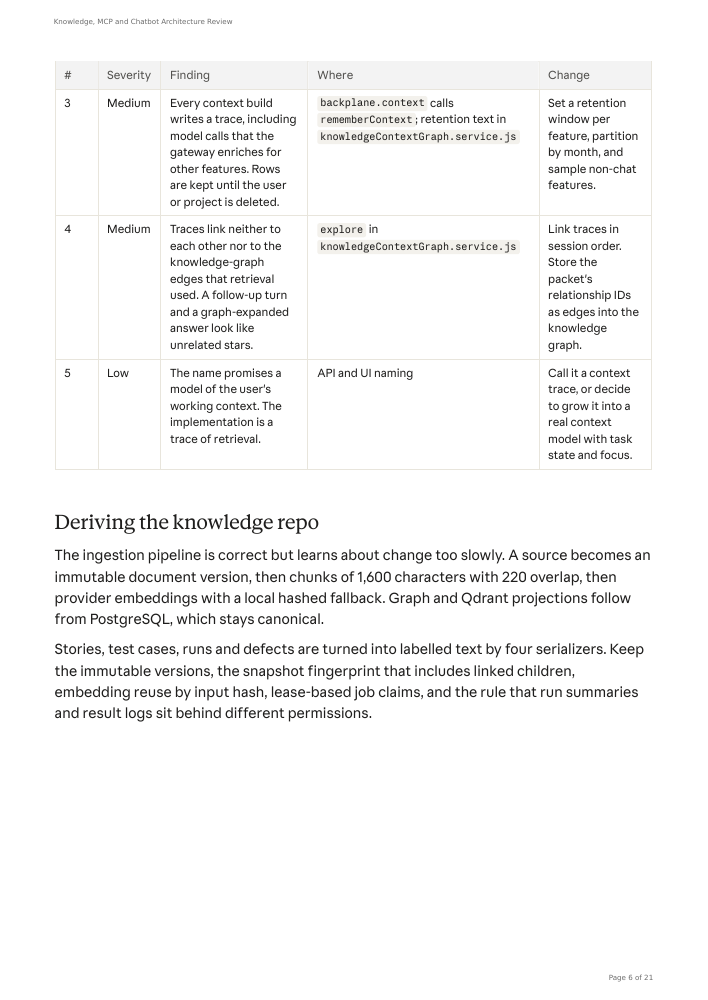 Knowledge, MCP and Chatbot Architecture Review
# Severity Finding Where Change
3 Medium
Every context build
writes a trace, including
model calls that the
gateway enriches for
other features. Rows
are kept until the user
or project is deleted.
backplane.context calls
rememberContext; retention text in
knowledgeContextGraph.service.js
Set a retention
window per
feature, partition
by month, and
sample non-chat
features.
4 Medium
Traces link neither to
each other nor to the
knowledge-graph
edges that retrieval
used. A follow-up turn
and a graph-expanded
answer look like
unrelated stars.
explore in
knowledgeContextGraph.service.js
Link traces in
session order.
Store the
packet's
relationship IDs
as edges into the
knowledge
graph.
5 Low
The name promises a
model of the user's
working context. The
implementation is a
trace of retrieval.
API and UI naming
Call it a context
trace, or decide
to grow it into a
real context
model with task
state and focus.
Deriving the knowledge repo
The ingestion pipeline is correct but learns about change too slowly. A source becomes an
immutable document version, then chunks of 1,600 characters with 220 overlap, then
provider embeddings with a local hashed fallback. Graph and Qdrant projections follow
from PostgreSQL, which stays canonical.
Stories, test cases, runs and defects are turned into labelled text by four serializers. Keep
the immutable versions, the snapshot fingerprint that includes linked children,
embedding reuse by input hash, lease-based job claims, and the rule that run summaries
and result logs sit behind different permissions.
Page 6 of 21